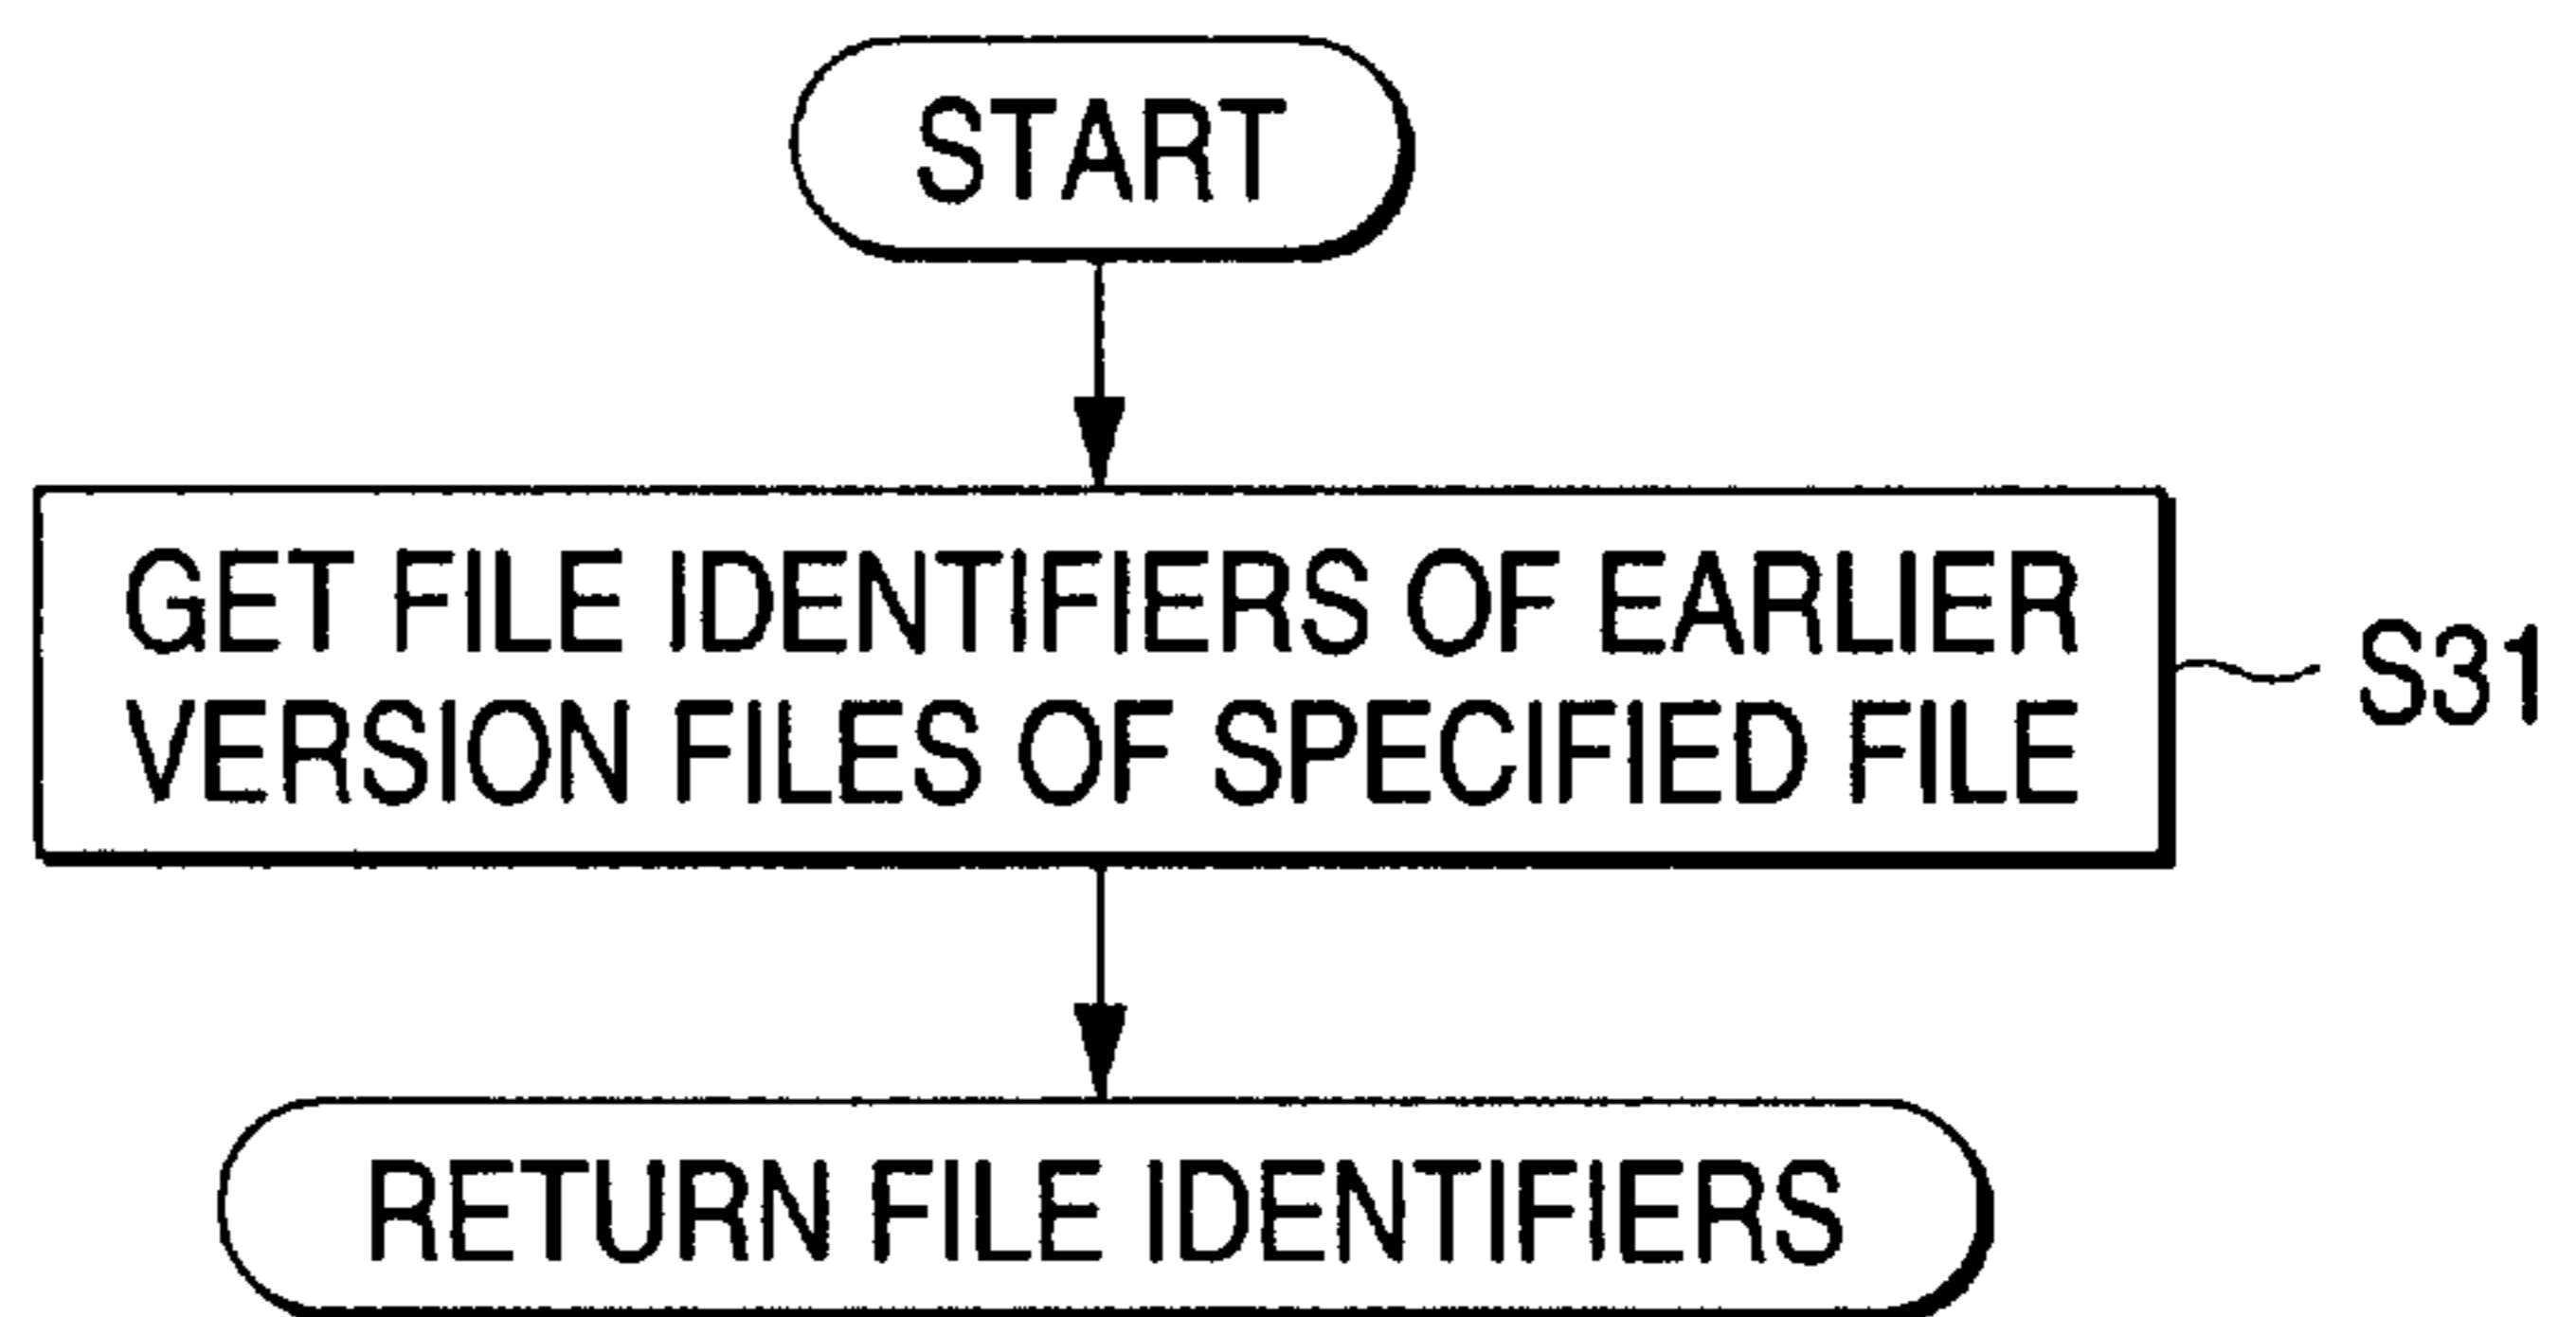 START
GET FILE IDENTIFIERS OF EARLIER
VERSION FILES OF SPECIFIED FILE
S31
RETURN FILE IDENTIFIERS